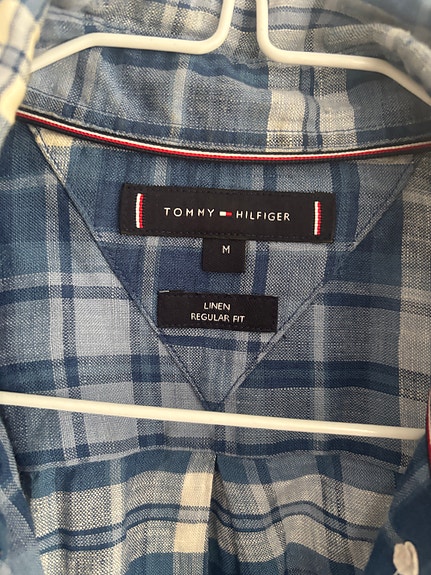 TOMMY HILFIGER
M
LINEN
REGULAR FIT